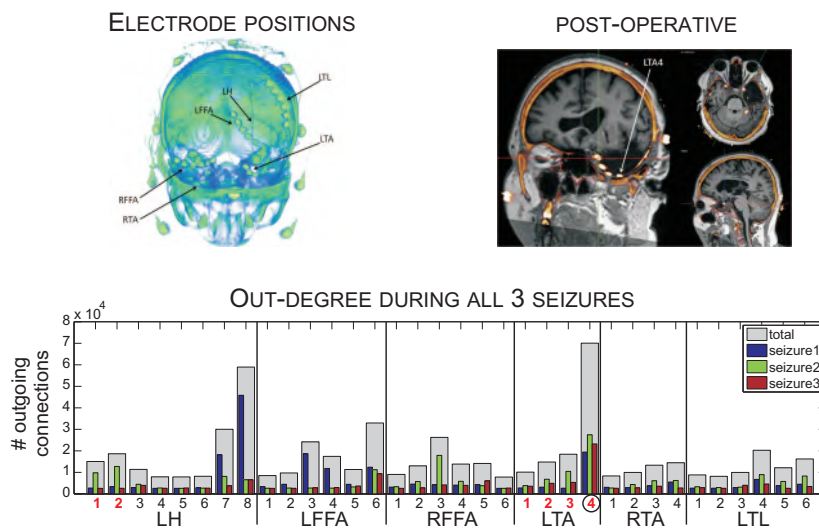 ELECTRODE POSITIONS
POST-OPERATIVE
LTL
LH
LFFA
LTA
RFFA
RTA
LTA4
OUT-DEGREE DURING ALL 3 SEIZURES
x 10^4
# outgoing
connections
8
7
6
5
4
3
2
1
0
total
seizure1
seizure2
seizure3
1 2 3 4 5 6 7 8 1 2 3 4 5 6 1 2 3 4 5 6 1 2 3 4 1 2 3 4 1 2 3 4 5 6
LH LFFA RFFA LTA RTA LTL